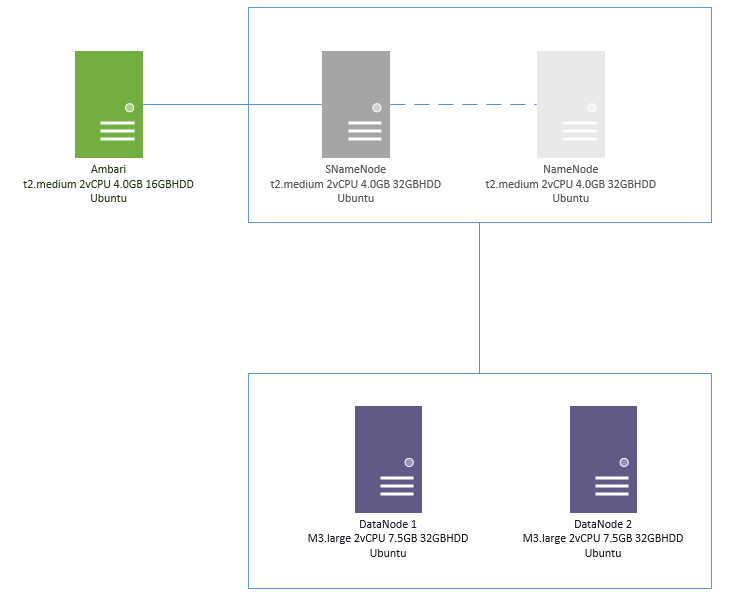 Ambari
t2.medium 2vCPU 4.0GB 16GBHDD
Ubuntu
SNameNode
t2.medium 2vCPU 4.0GB 32GBHDD
Ubuntu
NameNode
t2.medium 2vCPU 4.0GB 32GBHDD
Ubuntu
DataNode 1
M3.large 2vCPU 7.5GB 32GBHDD
Ubuntu
DataNode 2
M3.large 2vCPU 7.5GB 32GBHDD
Ubuntu